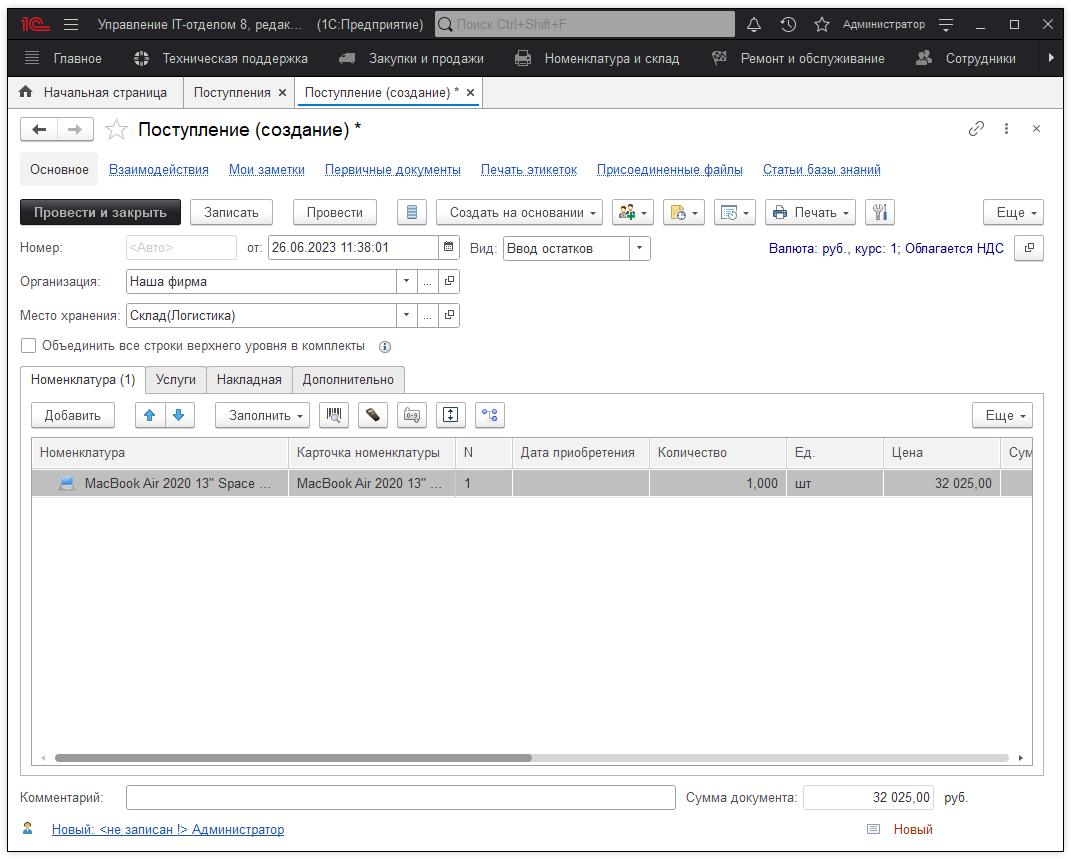 1С Управление IT-отделом 8, редак... (1С:Предприятие) Поиск Ctrl+Shift+F Администратор
Главное Техническая поддержка Закупки и продажи Номенклатура и склад Ремонт и обслуживание Сотрудники
Начальная страница Поступления × Поступление (создание) * ×
Поступление (создание) *
Основное Взаимодействия Мои заметки Первичные документы Печать этикеток Присоединенные файлы Статьи базы знаний
Провести и закрыть Записать Провести Создать на основании Печать Еще
Номер: <Авто> от: 26.06.2023 11:38:01 Вид: Ввод остатков Валюта: руб., курс: 1; Облагается НДС
Организация: Наша фирма ...
Место хранения: Склад(Логистика) ...
Объединить все строки верхнего уровня в комплекты
Номенклатура (1) Услуги Накладная Дополнительно
Добавить Заполнить 0-9 Еще
Номенклатура Карточка номенклатуры N Дата приобретения Количество Ед. Цена Сум
MacBook Air 2020 13" Space ... MacBook Air 2020 13" ... 1 1,000 шт 32 025,00
Комментарий: Сумма документа: 32 025,00 руб.
Новый: <не записан !> Администратор Новый